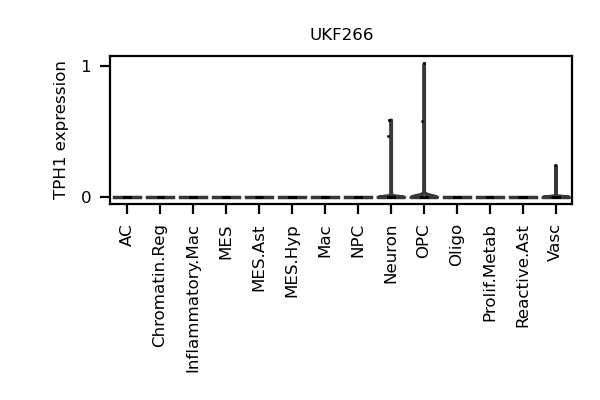 UKF266
TPH1 expression
1
0
AC
Chromatin.Reg
Inflammatory.Mac
MES
MES.Ast
MES.Hyp
Mac
NPC
Neuron
OPC
Oligo
Prolif.Metab
Reactive.Ast
Vasc